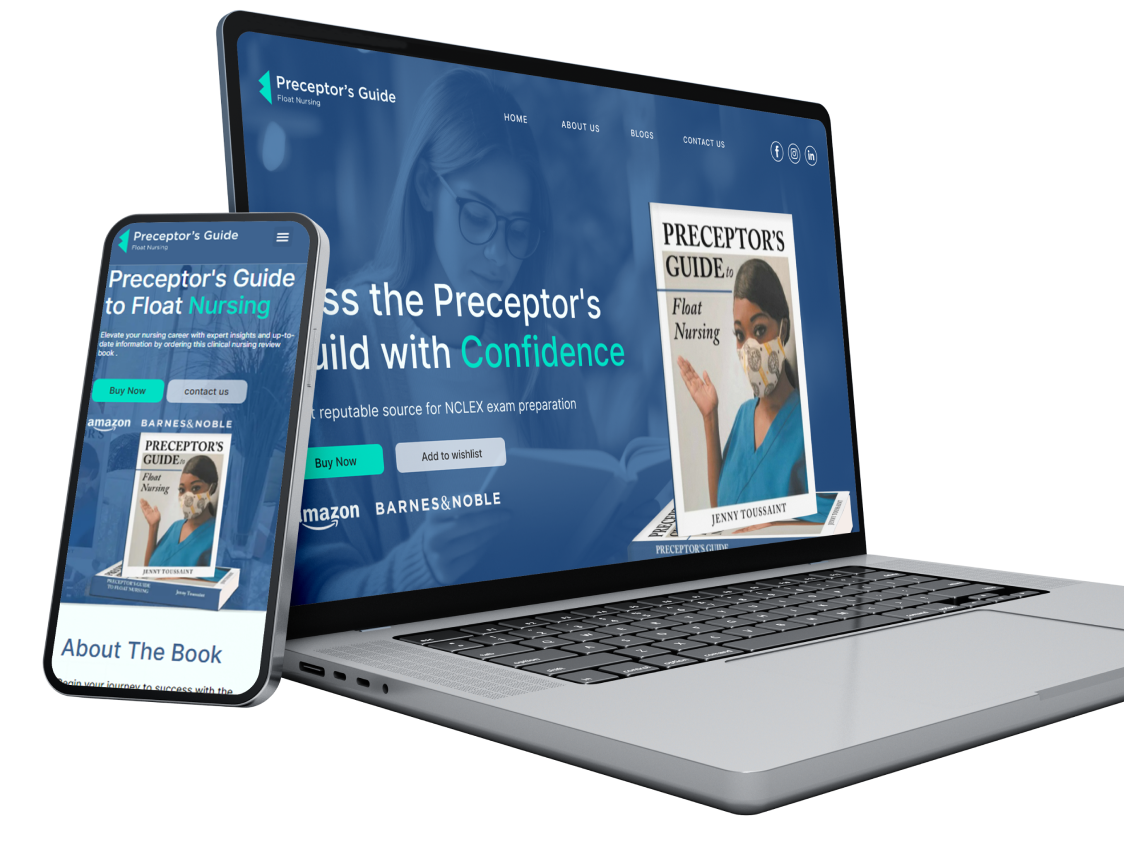 Preceptor's Guide
Float Nursing
HOME
ABOUT US
BLOGS
CONTACT US
ss the Preceptor's
uild with Confidence
t reputable source for NCLEX exam preparation
Buy Now
Add to wishlist
amazon
BARNES&NOBLE
PRECEPTOR'S
GUIDE to
Float
Nursing
JENNY TOUSSAINT
PRECEPTOR'S GUIDE
Preceptor's Guide
Float Nursing
Preceptor's Guide
to Float Nursing
Elevate your nursing career with expert insights and up-to-
date information by ordering this clinical nursing review
book .
Buy Now
contact us
amazon
BARNES&NOBLE
PRECEPTOR'S
GUIDE to
Float
Nursing
JENNY TOUSSAINT
PRECEPTOR'S GUIDE
TO FLOAT NURSING
Jenny Toussaint
About The Book
Begin your journey to success with the